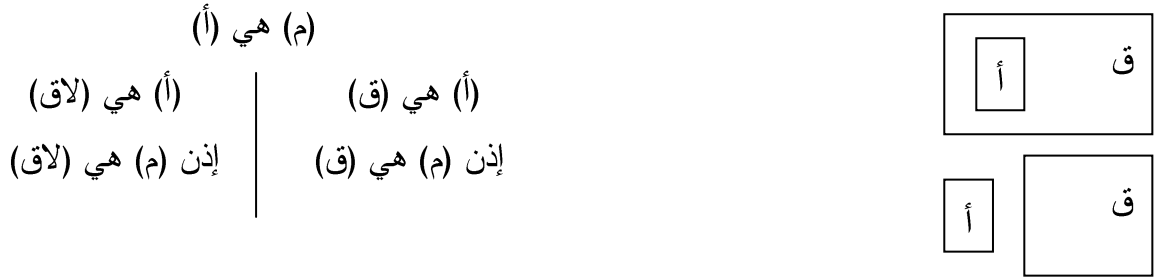 (م) هي (أ)
(أ) هي (ق)
إذن (م) هي (ق)
(أ) هي (لاق)
إذن (م) هي (لاق)
ق
أ
ق
أ